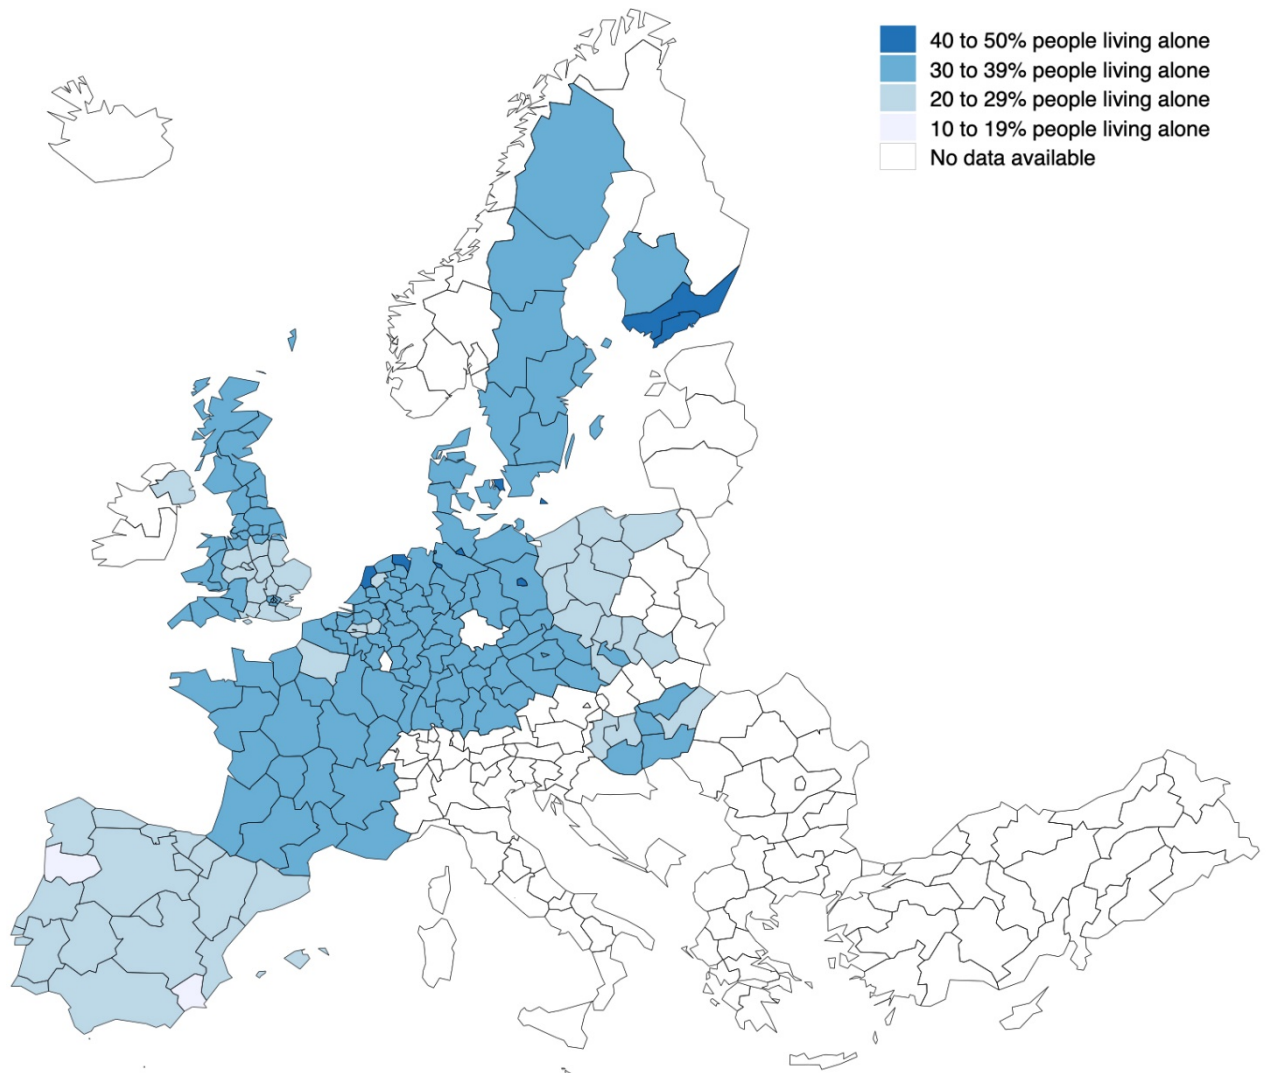 40 to 50% people living alone
30 to 39% people living alone
20 to 29% people living alone
10 to 19% people living alone
No data available